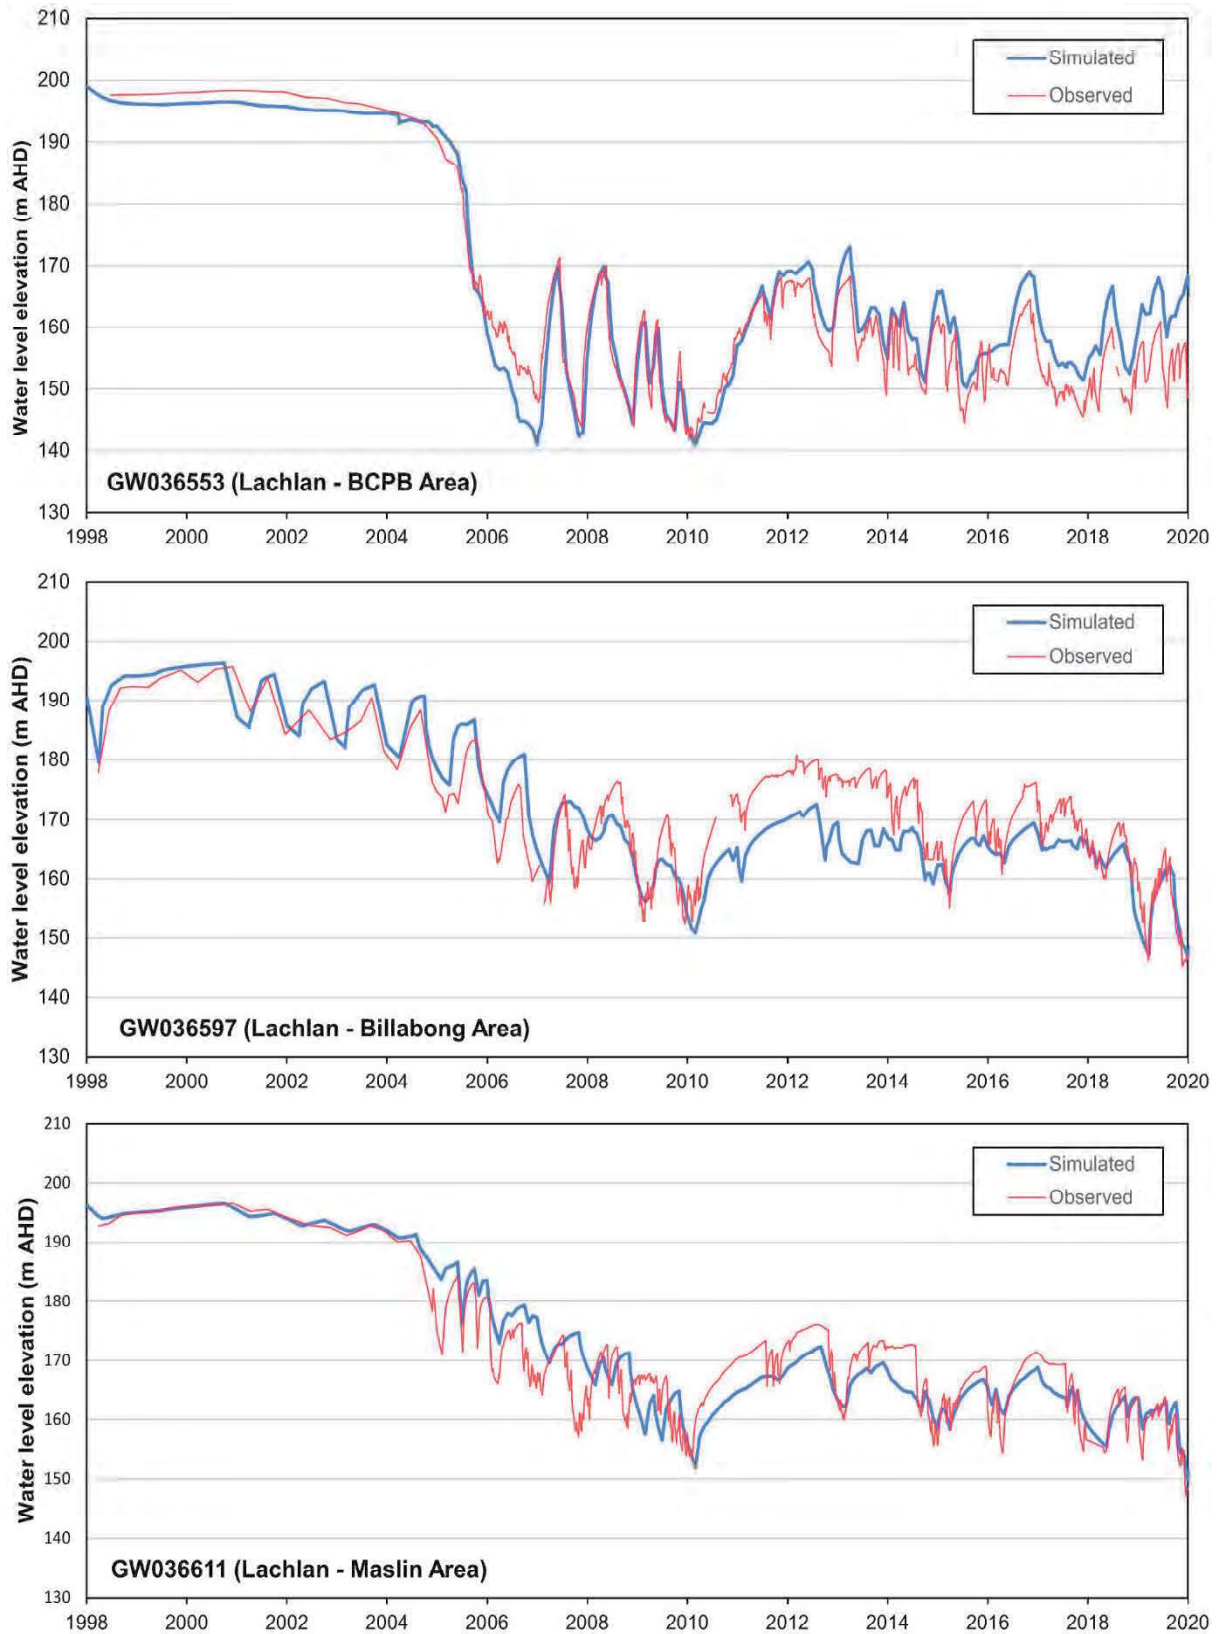 210
200
190
180
170
160
150
140
130
Water level elevation (m AHD)
Simulated
Observed
GW036553 (Lachlan - BCPB Area)
1998 2000 2002 2004 2006 2008 2010 2012 2014 2016 2018 2020
210
200
190
180
170
160
150
140
130
Water level elevation (m AHD)
Simulated
Observed
GW036597 (Lachlan - Billabong Area)
1998 2000 2002 2004 2006 2008 2010 2012 2014 2016 2018 2020
210
200
190
180
170
160
150
140
130
Water level elevation (m AHD)
Simulated
Observed
GW036611 (Lachlan - Maslin Area)
1998 2000 2002 2004 2006 2008 2010 2012 2014 2016 2018 2020